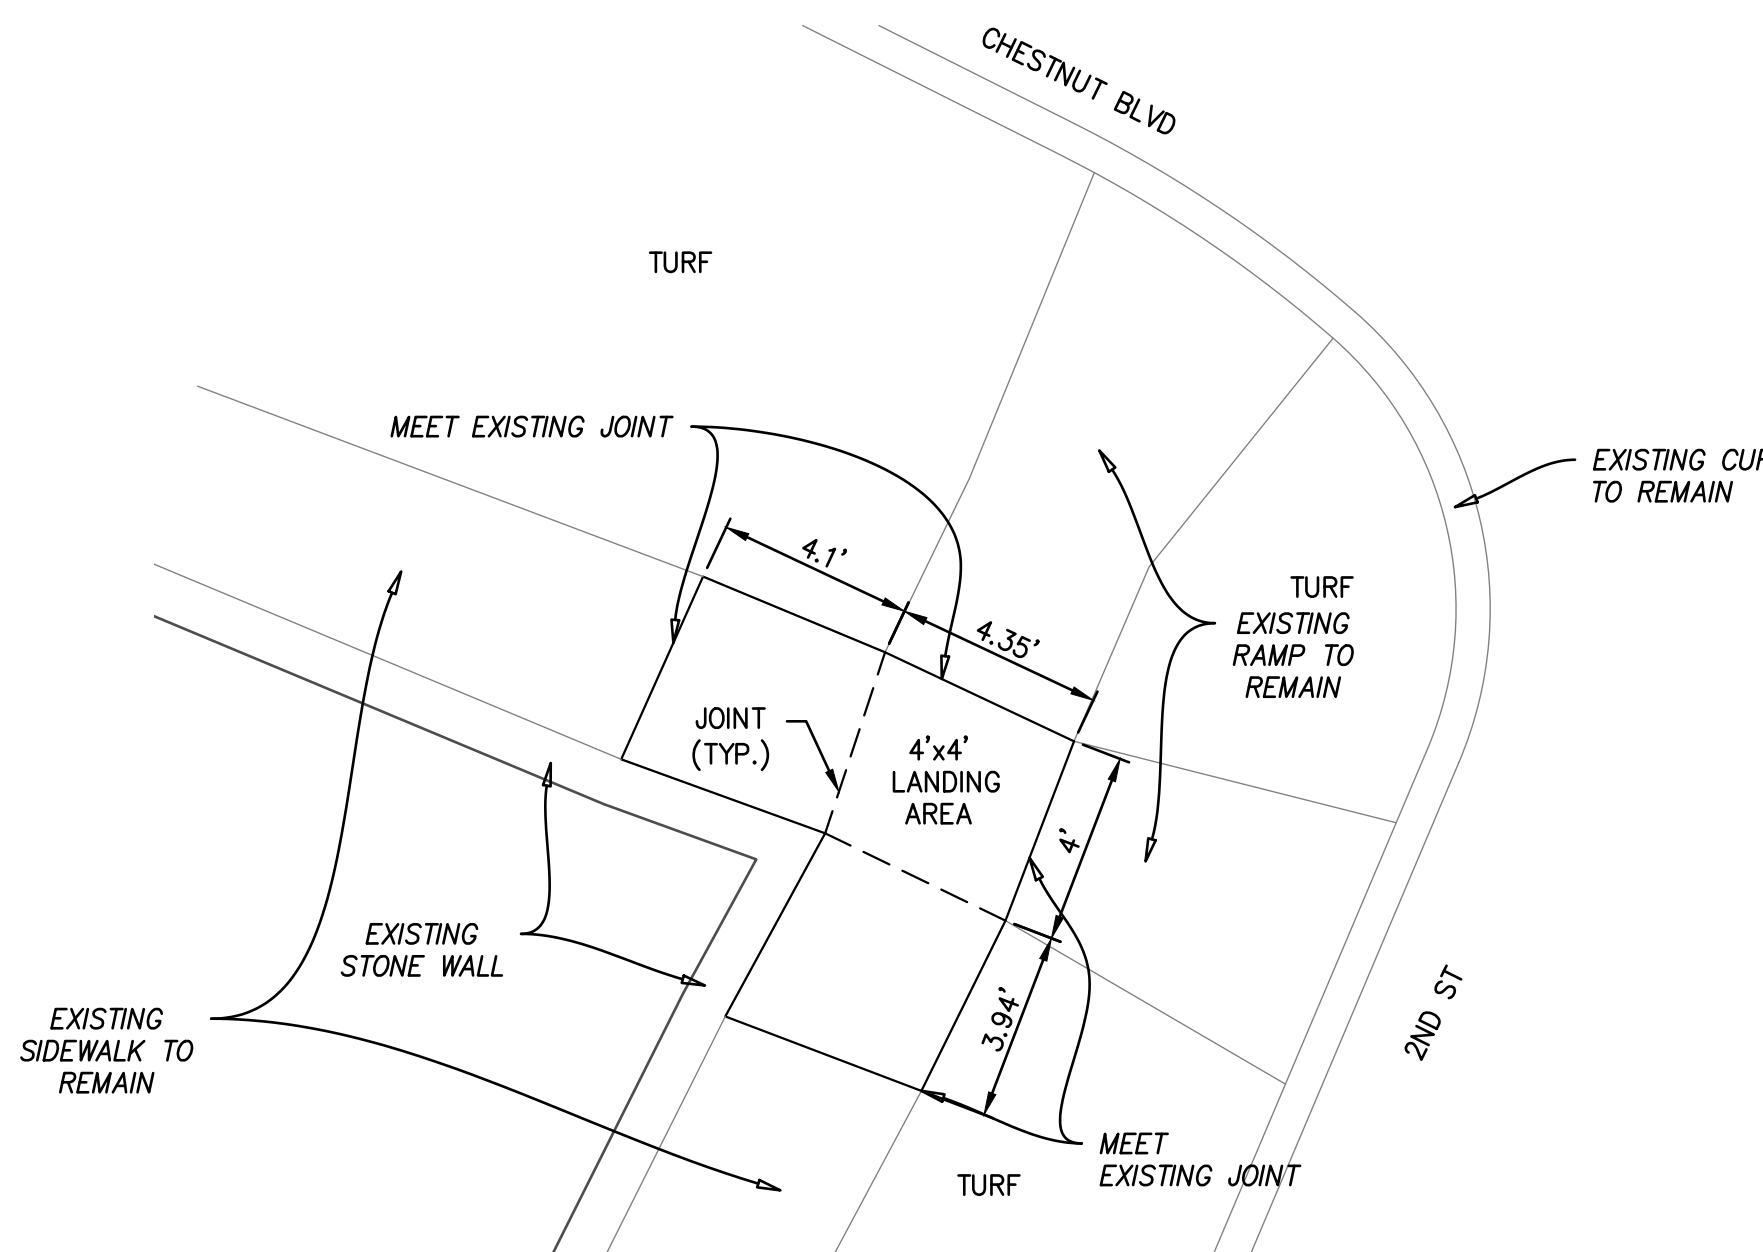 CHESTNUT BLVD
TURF
MEET EXISTING JOINT
EXISTING
TO REMAIN
4.1'
4.35'
TURF
EXISTING
RAMP TO
REMAIN
JOINT
(TYP.)
4'x4'
LANDING
AREA
4'
EXISTING
STONE WALL
3.94'
2ND ST
EXISTING
SIDEWALK TO
REMAIN
MEET
EXISTING JOINT
TURF